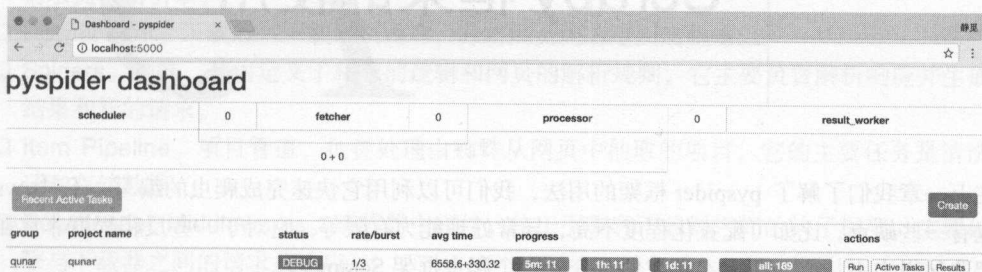 Dashboard - pyspider
静觅
localhost:5000
pyspider dashboard
scheduler 0 fetcher 0 processor 0 result_worker
0 + 0
Recent Active Tasks
Create
group project name status rate/burst avg time progress actions
qunar qunar DEBUG 1/3 6558.6+330.32 5m: 11 1h: 11 1d: 11 all: 189 Run Active Tasks Results